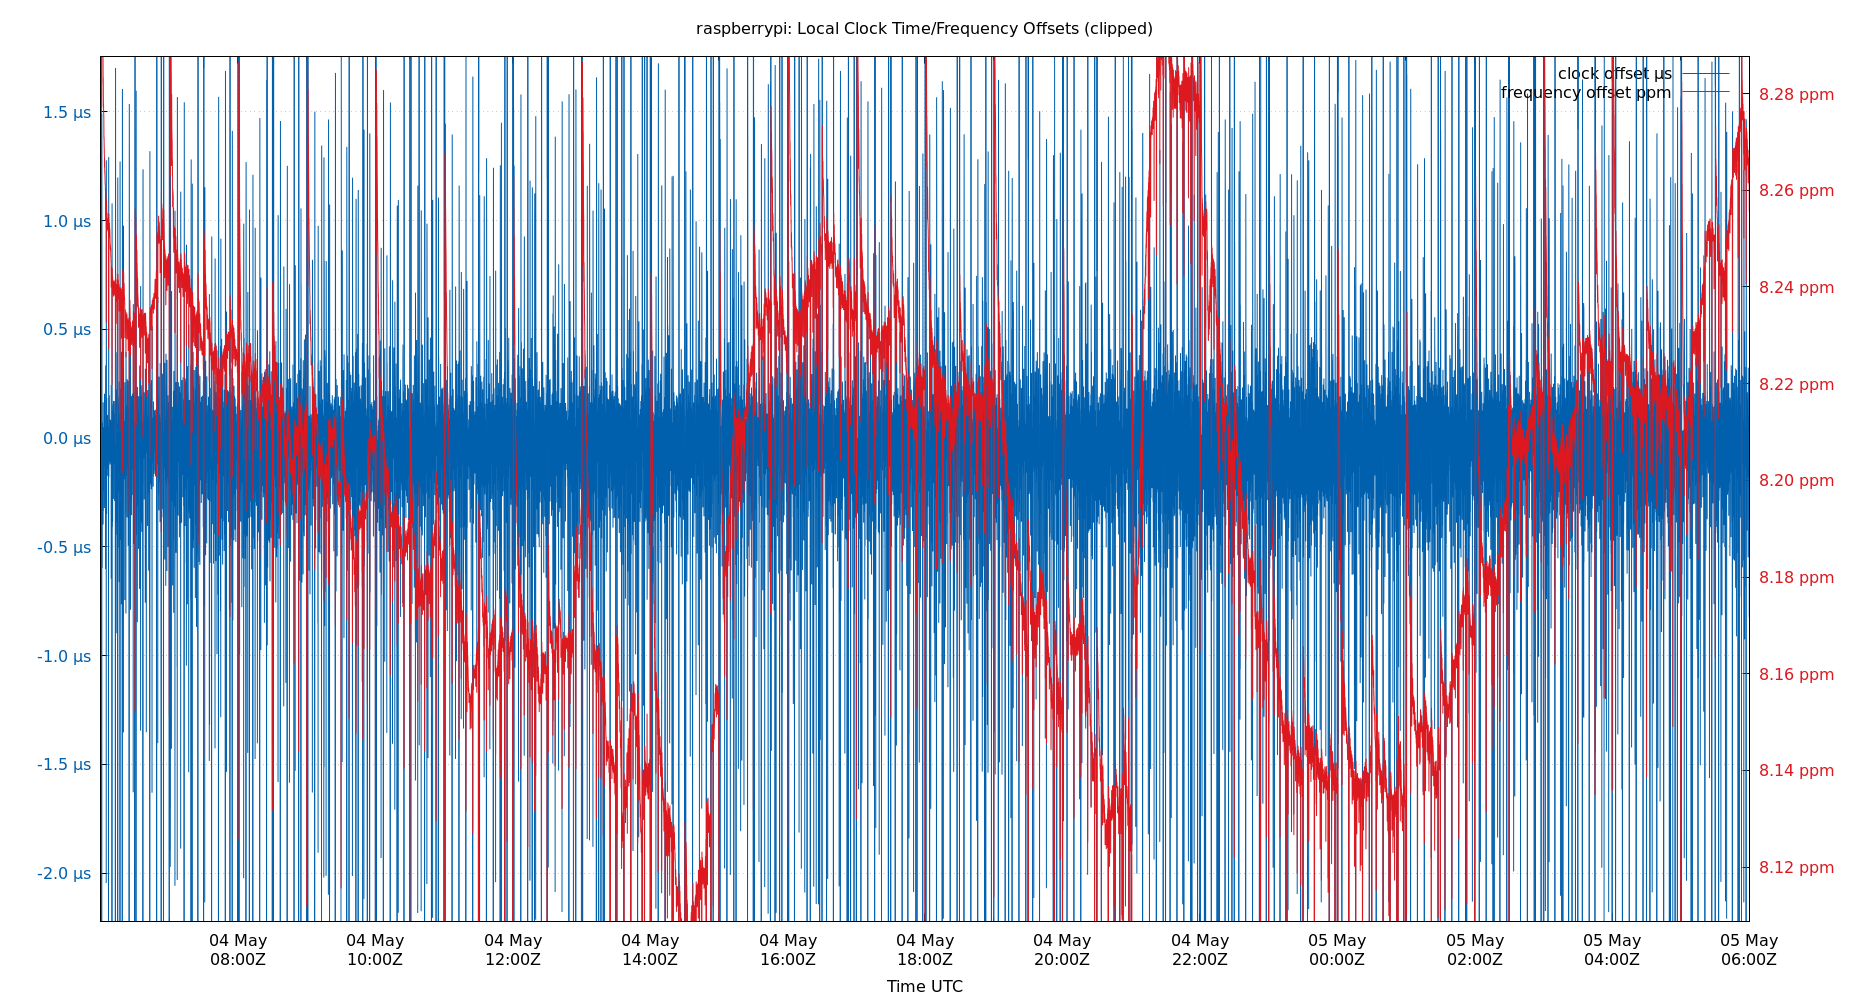 raspberrypi: Local Clock Time/Frequency Offsets (clipped)
clock offset µs
frequency offset ppm
1.5 µs
1.0 µs
0.5 µs
0.0 µs
-0.5 µs
-1.0 µs
-1.5 µs
-2.0 µs
8.28 ppm
8.26 ppm
8.24 ppm
8.22 ppm
8.20 ppm
8.18 ppm
8.16 ppm
8.14 ppm
8.12 ppm
04 May 04 May 04 May 04 May 04 May 04 May 04 May 04 May 05 May 05 May 05 May 05 May
08:00Z 10:00Z 12:00Z 14:00Z 16:00Z 18:00Z 20:00Z 22:00Z 00:00Z 02:00Z 04:00Z 06:00Z
Time UTC